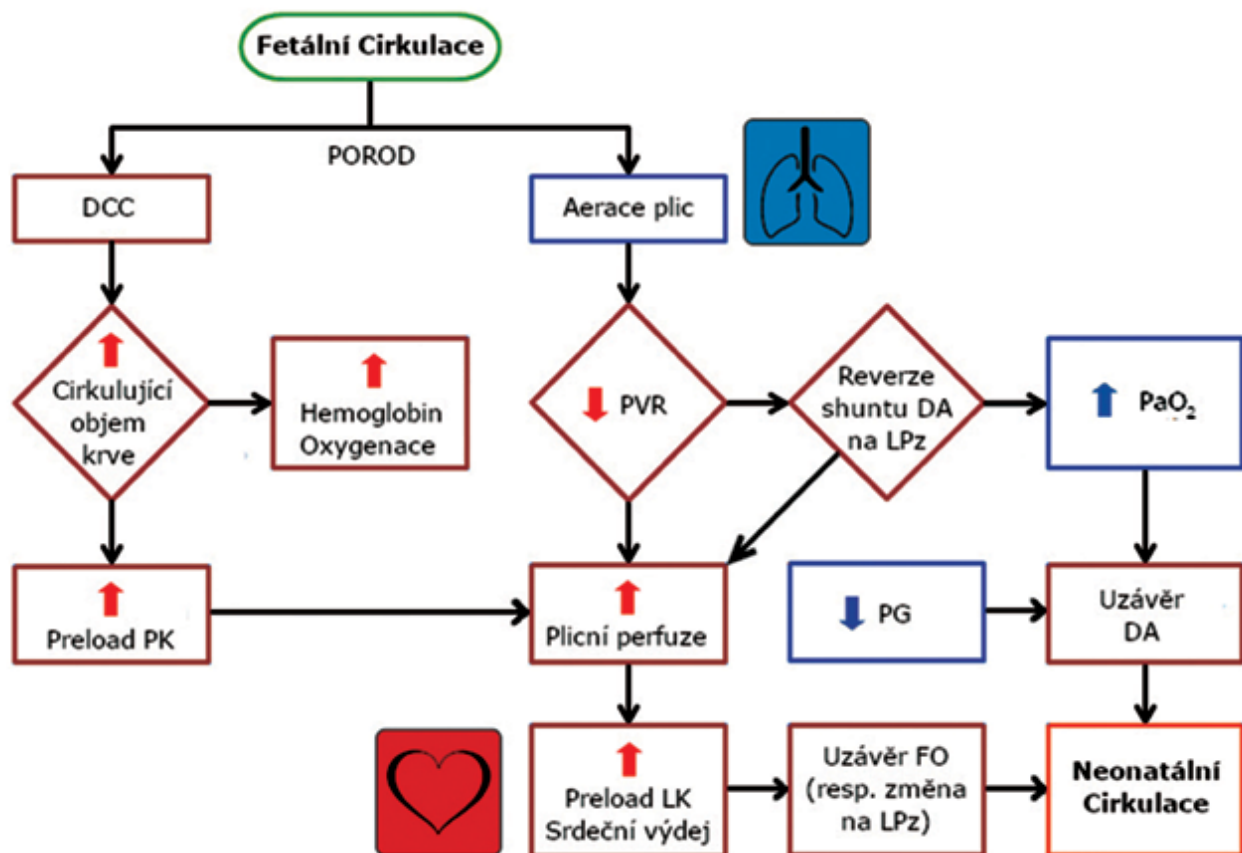 Fetální Cirkulace
POROD
DCC
Aerace plic
Cirkulující
objem
krve
Hemoglobin
Oxygenace
PVR
Reverze
shuntu DA
na LPz
PaO₂
Preload PK
Plicní perfuze
PG
Uzávěr
DA
Preload LK
Srdeční výdej
Uzávěr FO
(resp. změna
na LPz)
Neonatální
Cirkulace